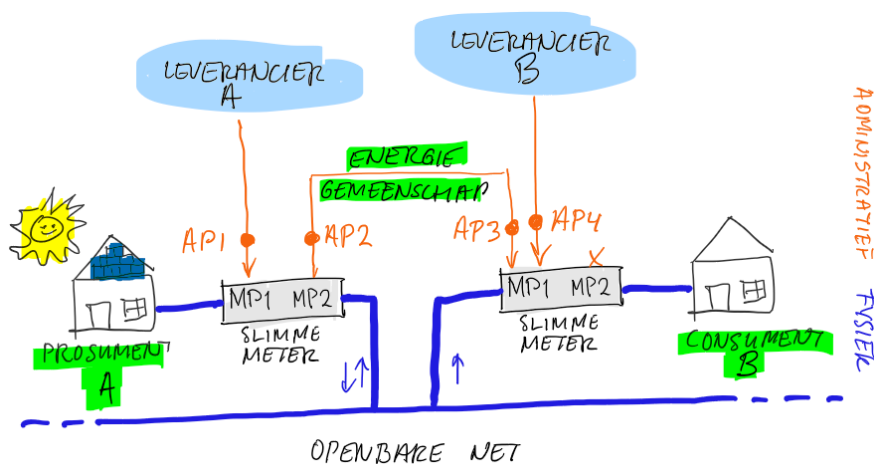 LEVERANCIER
A
LEVERANCIER
B
ADMINISTRATIEF
FYSIEK
ENERGIE
GEMEENSCHAP
AP1
AP2
AP3
AP4
X
MP1 MP2
SLIMME
METER
MP1 MP2
SLIMME
METER
PROSUMENT
A
CONSUMENT
B
OPENBARE NET